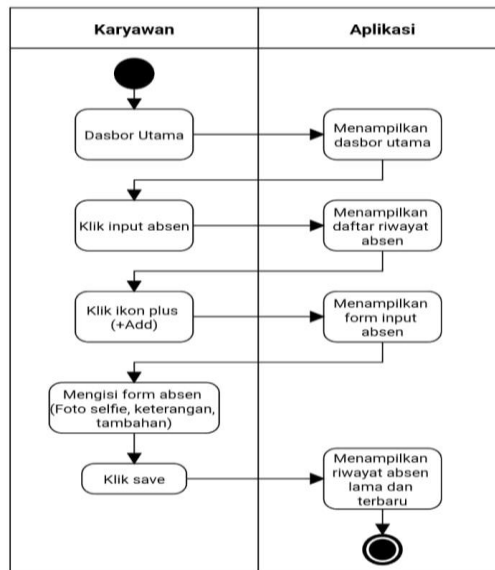 Karyawan
Aplikasi
Dasbor Utama
Menampilkan
dasbor utama
Klik input absen
Menampilkan
daftar riwayat
absen
Klik ikon plus
(+Add)
Menampilkan
form input
absen
Mengisi form absen
(Foto selfie, keterangan,
tambahan)
Klik save
Menampilkan
riwayat absen
lama dan
terbaru